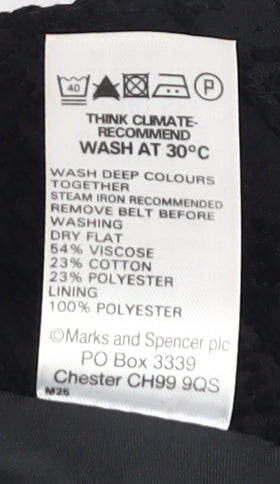 40 P
THINK CLIMATE-
RECOMMEND
WASH AT 30°C
WASH DEEP COLOURS
TOGETHER
STEAM IRON RECOMMENDED
REMOVE BELT BEFORE
WASHING
DRY FLAT
54% VISCOSE
23% COTTON
23% POLYESTER
LINING
100% POLYESTER
©Marks and Spencer plc
PO Box 3339
Chester CH99 9QS
M25